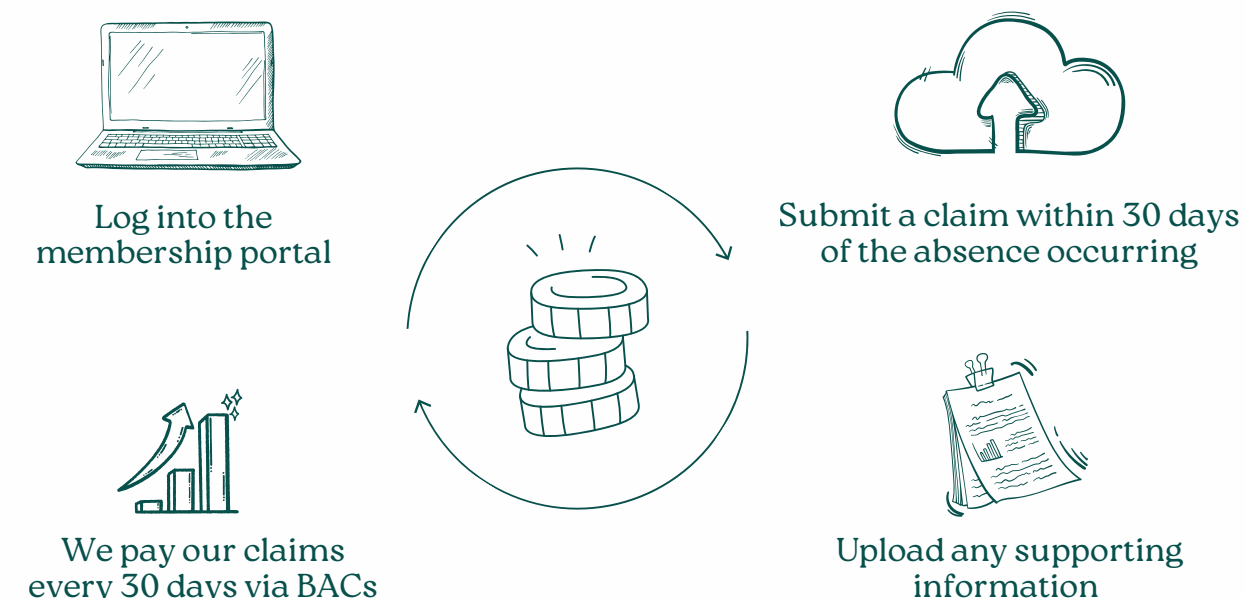 Log into the
membership portal
Submit a claim within 30 days
of the absence occurring
Upload any supporting
information
We pay our claims
every 30 days via BACs